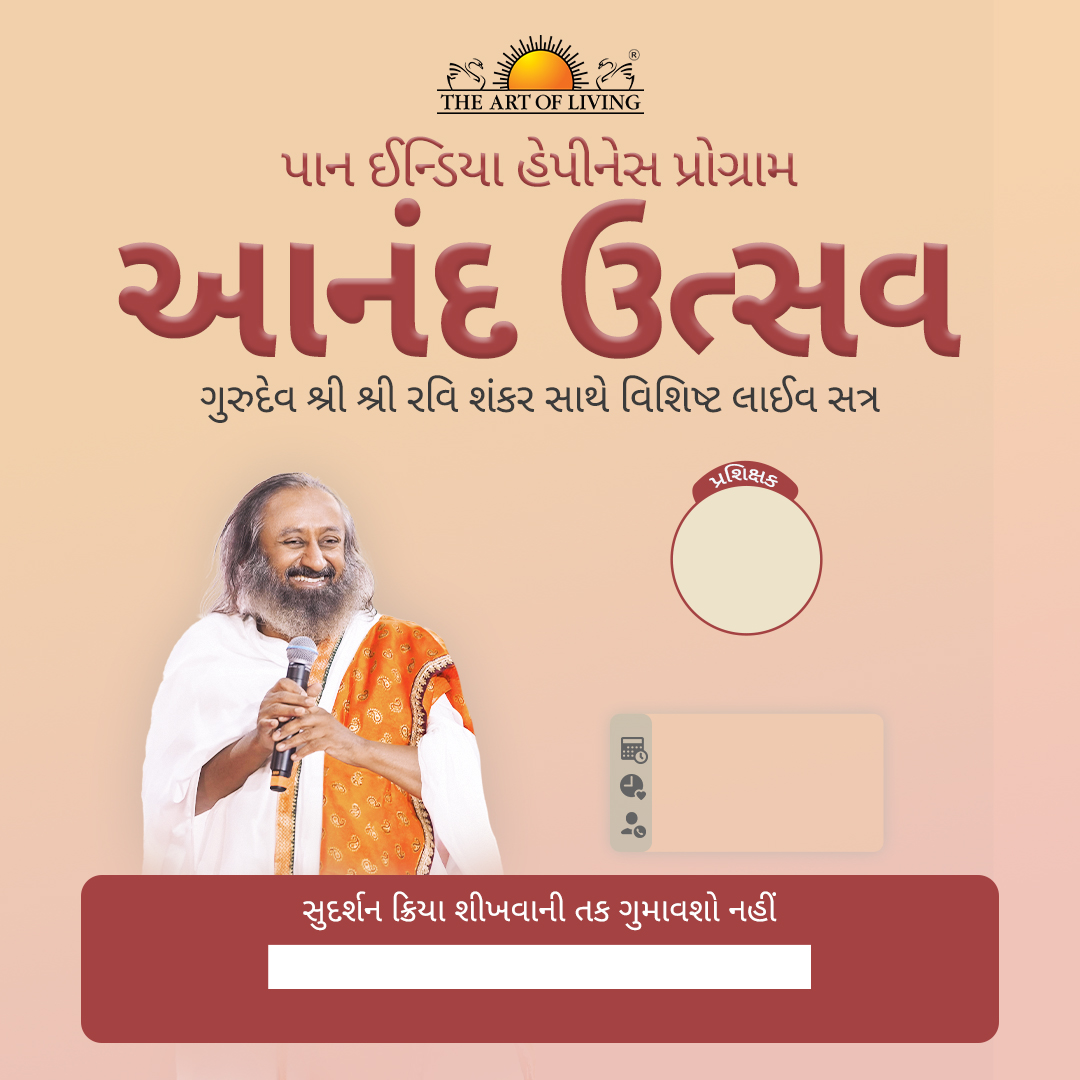 THE ART OF LIVING
®
પાન ઈન્ડિયા હેપીનેસ પ્રોગ્રામ
આનંદ ઉત્સવ
ગુરુદેવ શ્રી શ્રી રવિ શંકર સાથે વિશિષ્ટ લાઈવ સત્ર
પ્રશિક્ષક
સુદર્શન ક્રિયા શીખવાની તક ગુમાવશો નહીં